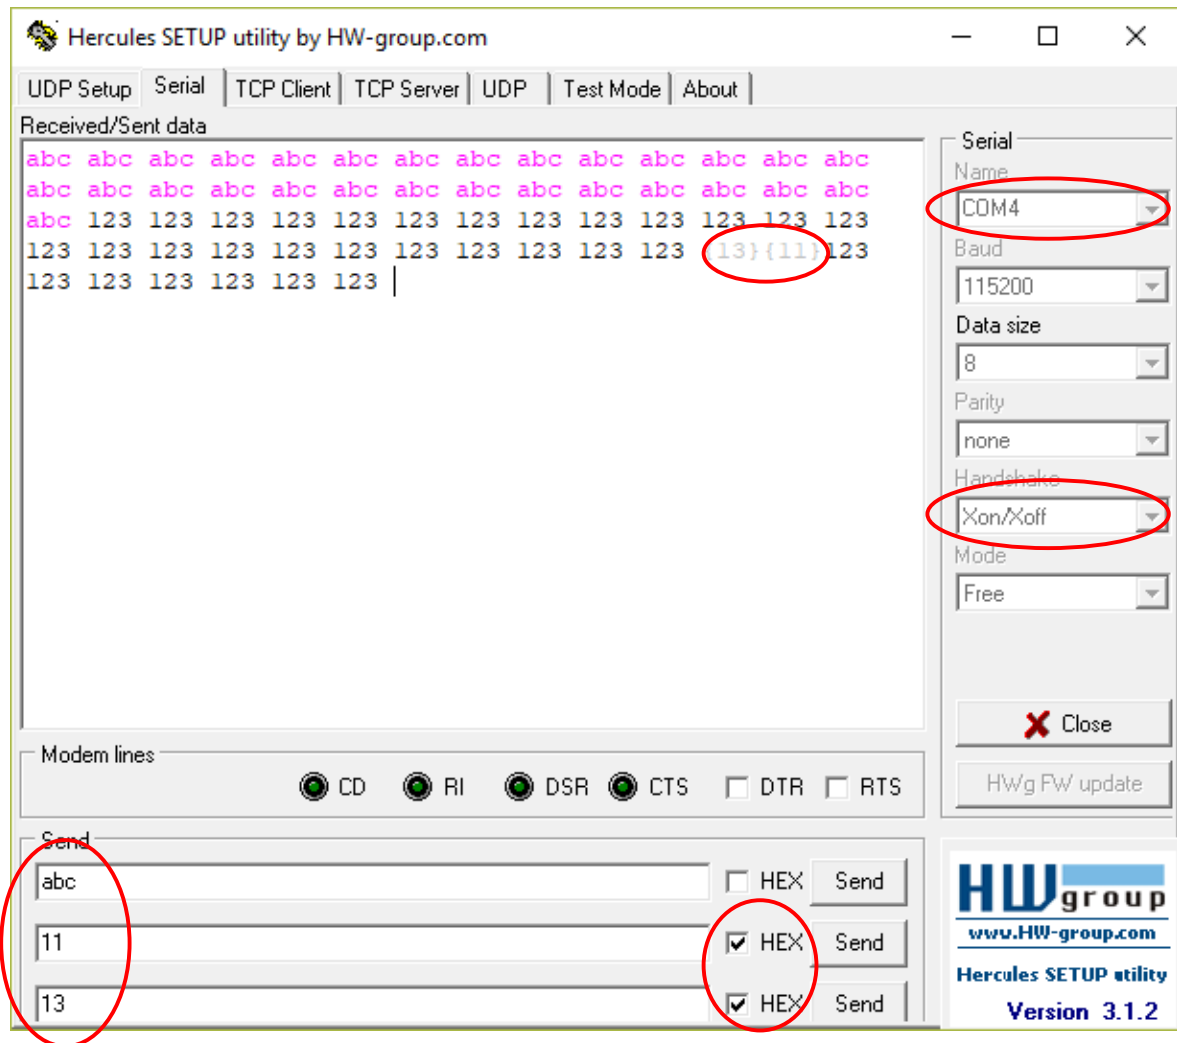 Hercules SETUP utility by HW-group.com
UDP Setup Serial TCP Client TCP Server UDP Test Mode About
Received/Sent data
abc abc abc abc abc abc abc abc abc abc abc abc abc abc
abc abc abc abc abc abc abc abc abc abc abc abc abc abc
abc 123 123 123 123 123 123 123 123 123 123 123 123 123
123 123 123 123 123 123 123 123 123 123 123 {13}{11}123
123 123 123 123 123 123
Serial
Name
COM4
Baud
115200
Data size
8
Parity
none
Handshake
Xon/Xoff
Mode
Free
Close
HWg FW update
Modem lines
CD RI DSR CTS DTR RTS
Send
abc HEX Send
11 HEX Send
13 HEX Send
HWgroup
www.HW-group.com
Hercules SETUP utility
Version 3.1.2